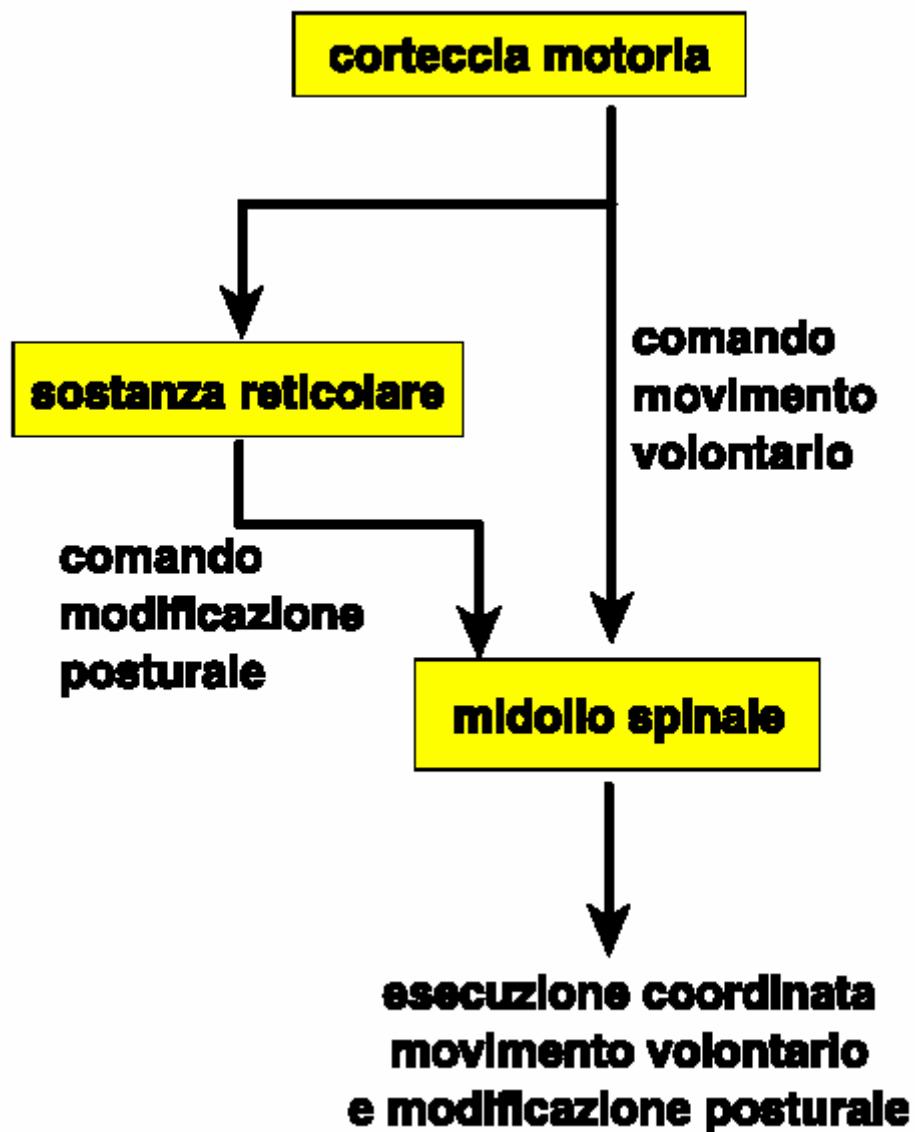 corteccia motoria
sostanza reticolare
comando
movimento
volontario
comando
modificazione
posturale
midollo spinale
esecuzione coordinata
movimento volontario
e modificazione posturale